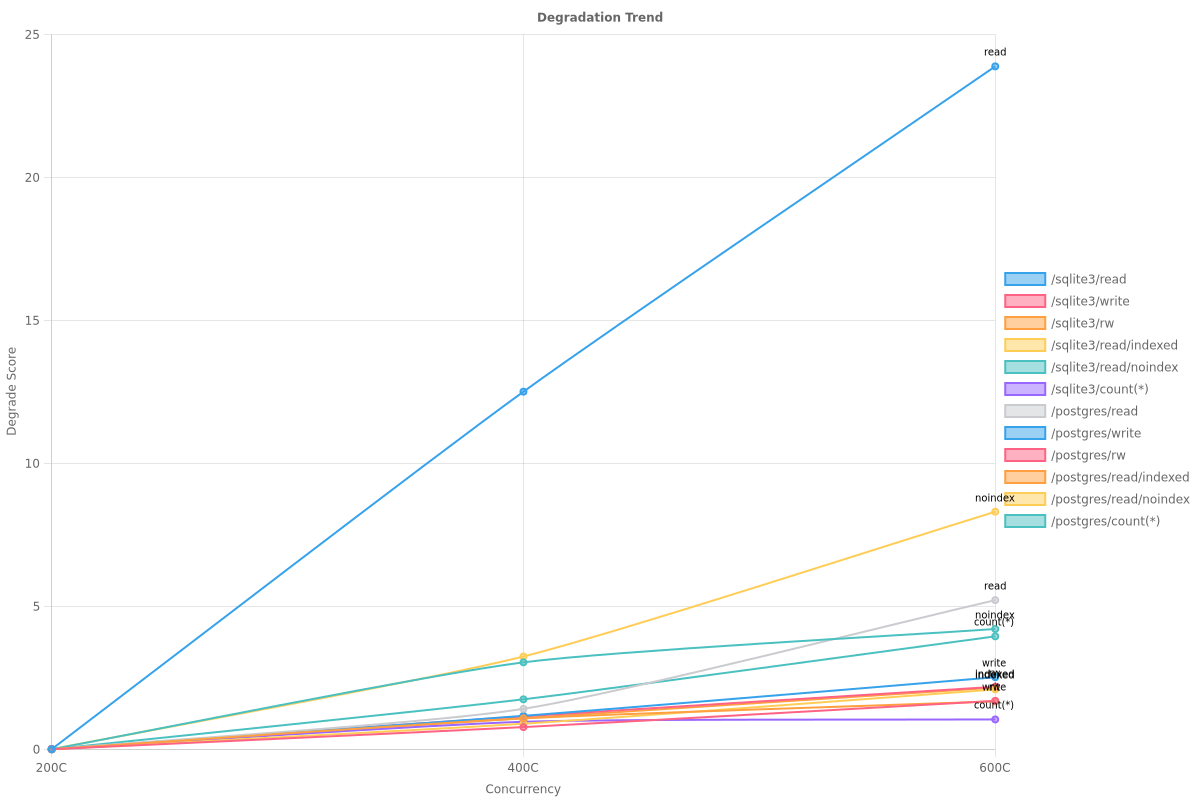 Degradation Trend
25
20
15
10
5
0
Degrade Score
200C
400C
600C
Concurrency
read
noindex
read
noindex
count(*)
write
indexed
write
count(*)
/sqlite3/read
/sqlite3/write
/sqlite3/rw
/sqlite3/read/indexed
/sqlite3/read/noindex
/sqlite3/count(*)
/postgres/read
/postgres/write
/postgres/rw
/postgres/read/indexed
/postgres/read/noindex
/postgres/count(*)